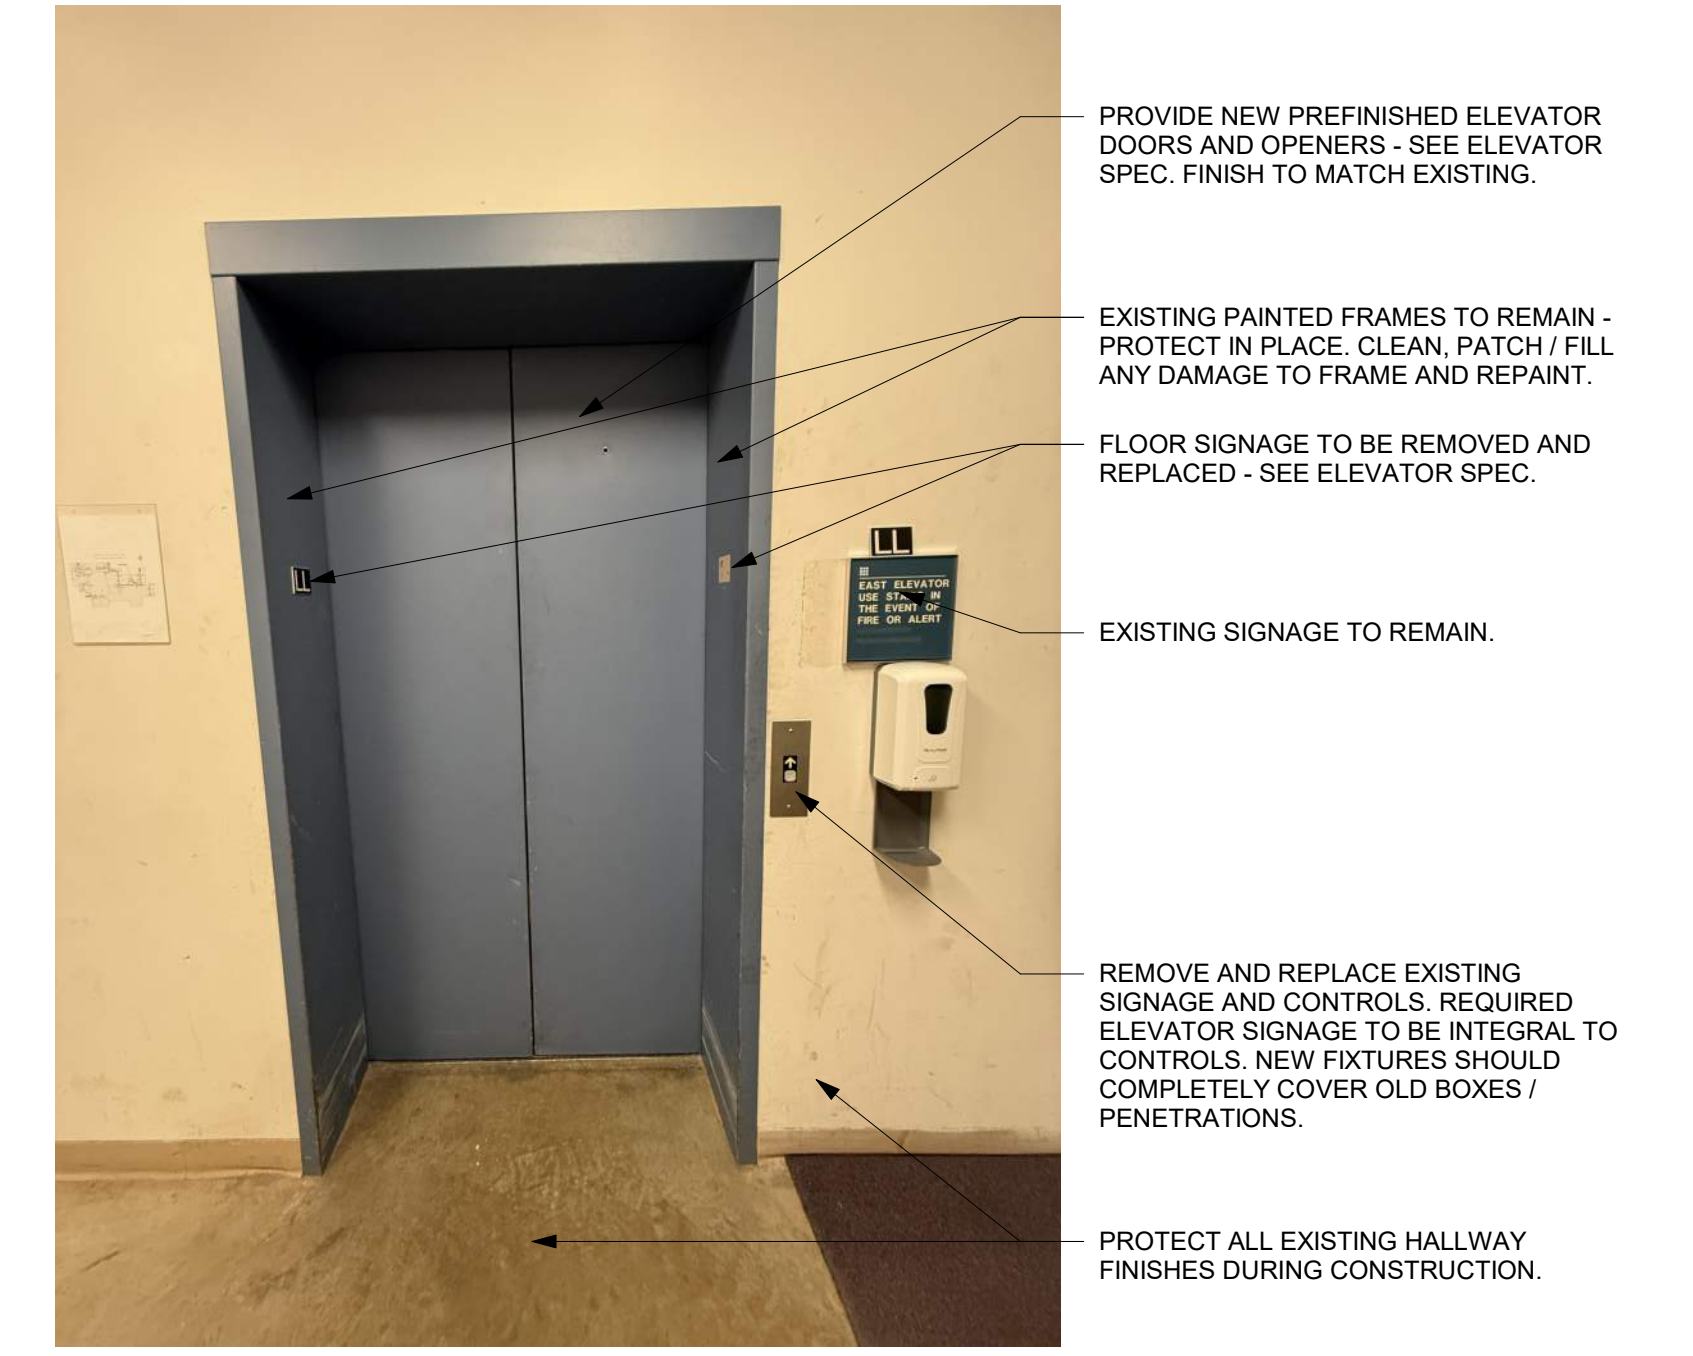 PROVIDE NEW PREFINISHED ELEVATOR
DOORS AND OPENERS - SEE ELEVATOR
SPEC. FINISH TO MATCH EXISTING.
EXISTING PAINTED FRAMES TO REMAIN -
PROTECT IN PLACE. CLEAN, PATCH / FILL
ANY DAMAGE TO FRAME AND REPAINT.
FLOOR SIGNAGE TO BE REMOVED AND
REPLACED - SEE ELEVATOR SPEC.
LL
LL
EAST ELEVATOR
USE IN
THE EVENT OF
FIRE OR ALERT
EXISTING SIGNAGE TO REMAIN.
REMOVE AND REPLACE EXISTING
SIGNAGE AND CONTROLS. REQUIRED
ELEVATOR SIGNAGE TO BE INTEGRAL TO
CONTROLS. NEW FIXTURES SHOULD
COMPLETELY COVER OLD BOXES /
PENETRATIONS.
PROTECT ALL EXISTING HALLWAY
FINISHES DURING CONSTRUCTION.